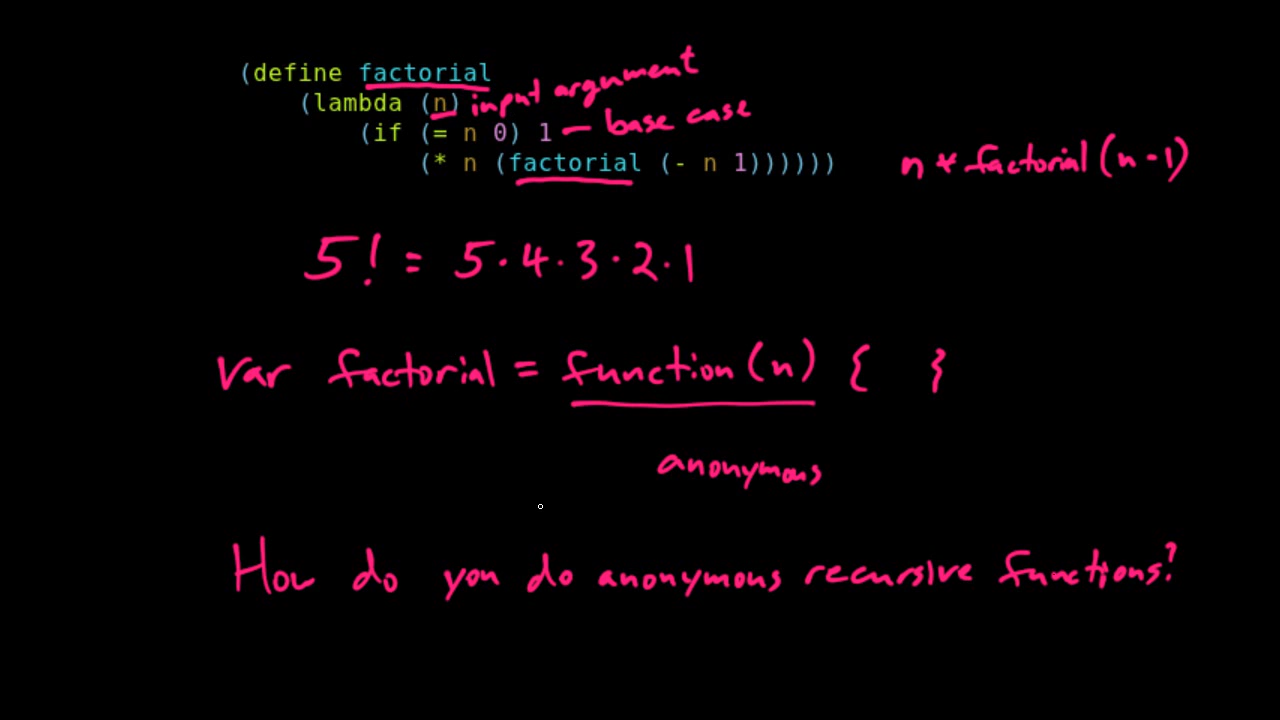 (define factorial
(lambda (n) input argument
(if (= n 0) 1 — base case
(* n (factorial (- n 1)))))) n * factorial (n - 1)
5! = 5 · 4 · 3 · 2 · 1
var factorial = function (n) { }
anonymous
How do you do anonymous recursive functions?